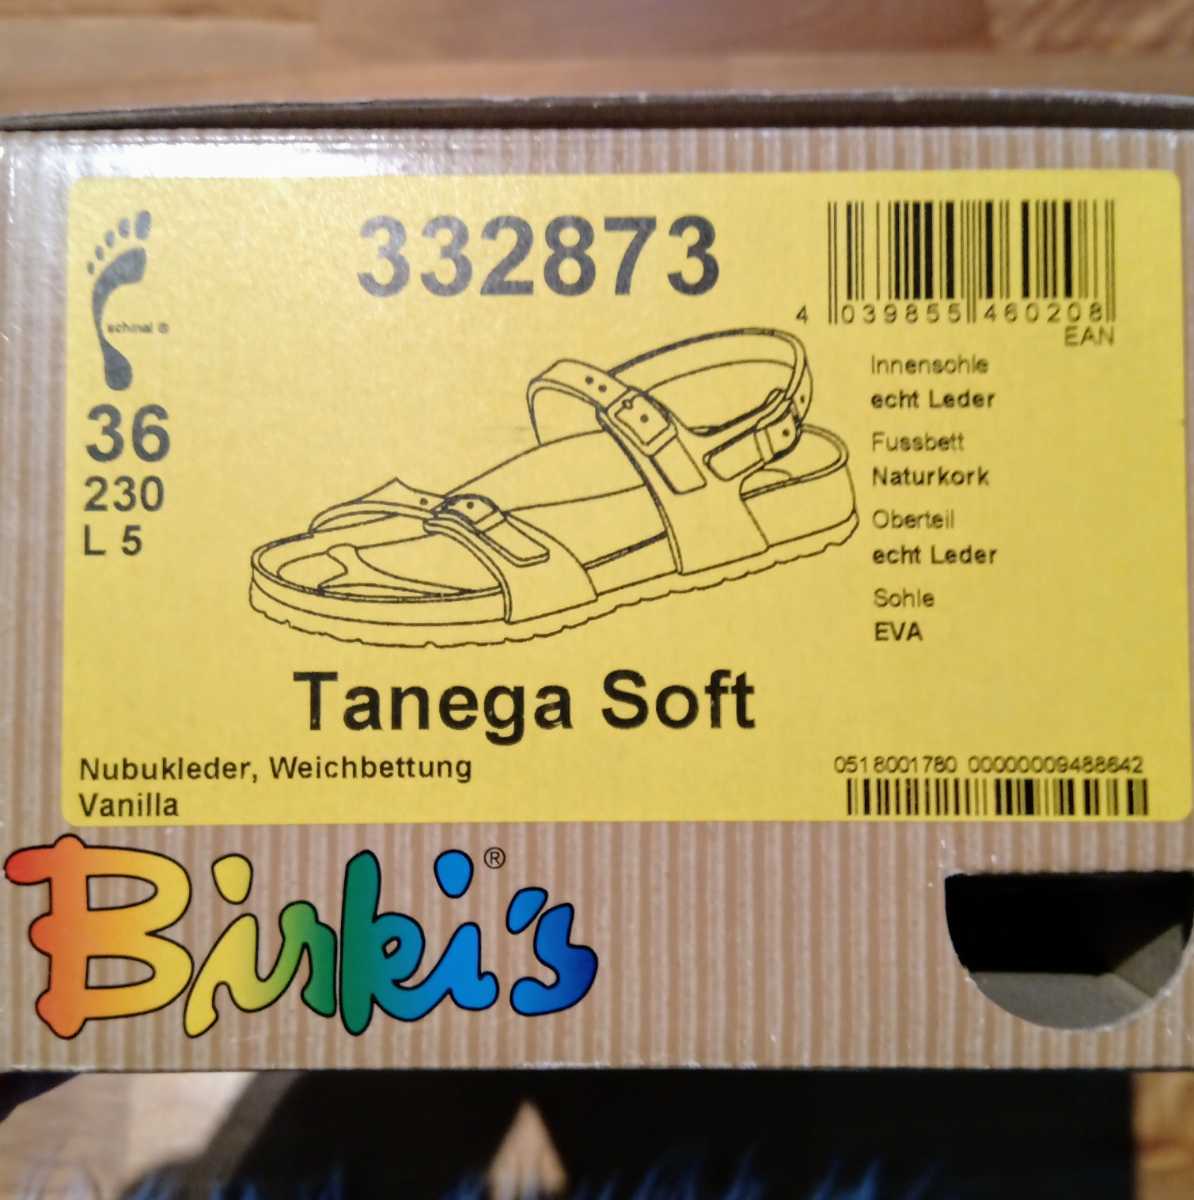 332873
4 039855 460208
EAN
schmal ®
36
230
L 5
Innensohle
echt Leder
Fussbett
Naturkork
Oberteil
echt Leder
Sohle
EVA
Tanega Soft
Nubukleder, Weichbettung
Vanilla
0518001780 00000009488642
Birki's®